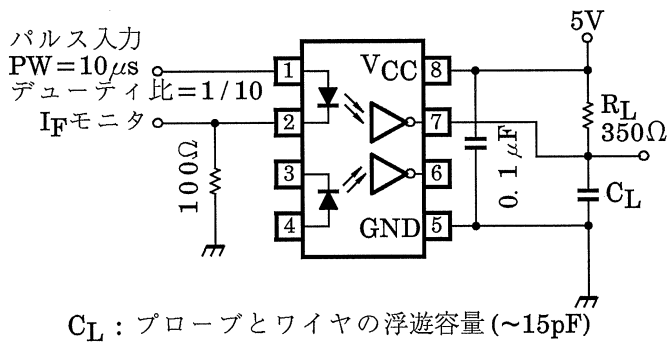 5V
パルス入力
PW=10μs
デューティ比=1/10
IFモニタ
100Ω
1
2
3
4
VCC
8
7
6
GND
5
0.1μF
RL
350Ω
CL
CL:プローブとワイヤの浮遊容量(~15pF)